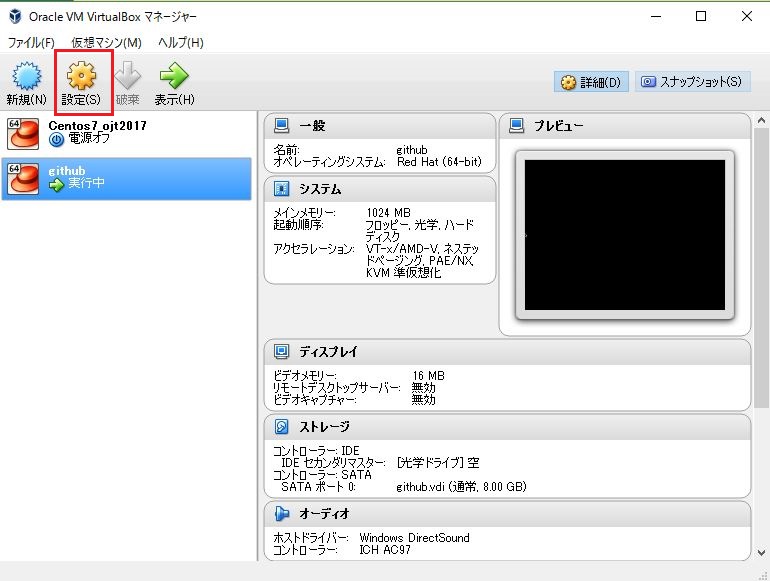 Oracle VM VirtualBox マネージャー
ファイル(F) 仮想マシン(M) ヘルプ(H)
新規(N) 設定(S) 破棄 表示(H)
詳細(D) スナップショット(S)
64 Centos7_ojt2017
電源オフ
64 github
実行中
一般
名前: github
オペレーティングシステム: Red Hat (64-bit)
システム
メインメモリー: 1024 MB
起動順序: フロッピー, 光学, ハード
ディスク
アクセラレーション: VT-x/AMD-V, ネステッ
ドページング, PAE/NX,
KVM 準仮想化
プレビュー
ディスプレイ
ビデオメモリー: 16 MB
リモートデスクトップサーバー: 無効
ビデオキャプチャー: 無効
ストレージ
コントローラー: IDE
IDE セカンダリマスター: [光学ドライブ] 空
コントローラー: SATA
SATA ポート 0: github.vdi (通常, 8.00 GB)
オーディオ
ホストドライバー: Windows DirectSound
コントローラー: ICH AC97